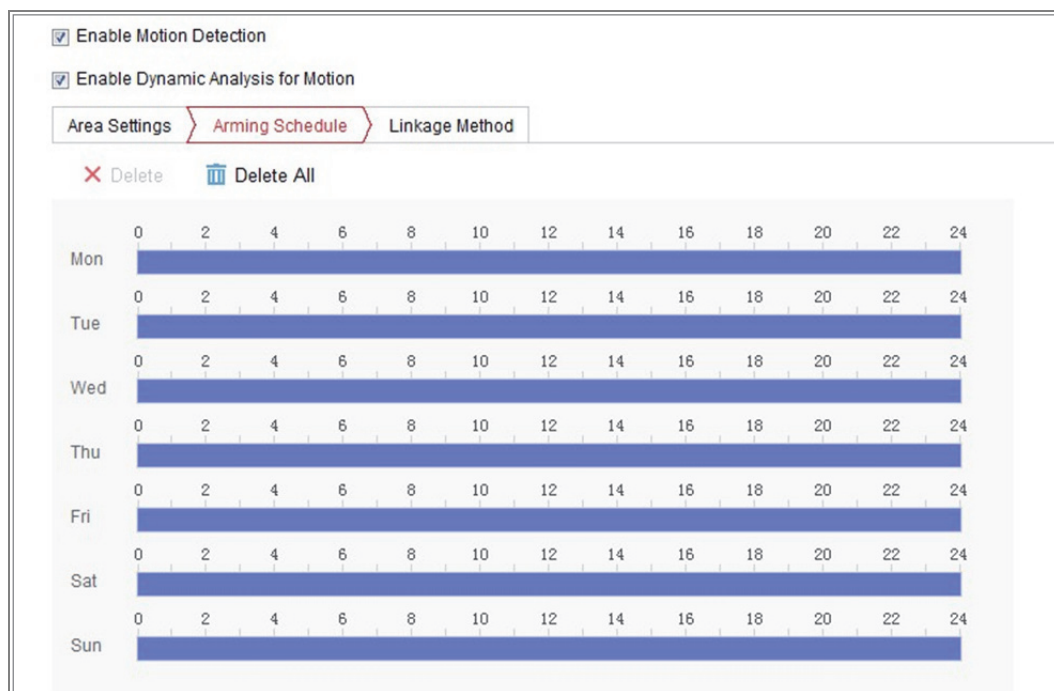 Enable Motion Detection
Enable Dynamic Analysis for Motion
Area Settings Arming Schedule Linkage Method
Delete Delete All
0 2 4 6 8 10 12 14 16 18 20 22 24
Mon
0 2 4 6 8 10 12 14 16 18 20 22 24
Tue
0 2 4 6 8 10 12 14 16 18 20 22 24
Wed
0 2 4 6 8 10 12 14 16 18 20 22 24
Thu
0 2 4 6 8 10 12 14 16 18 20 22 24
Fri
0 2 4 6 8 10 12 14 16 18 20 22 24
Sat
0 2 4 6 8 10 12 14 16 18 20 22 24
Sun